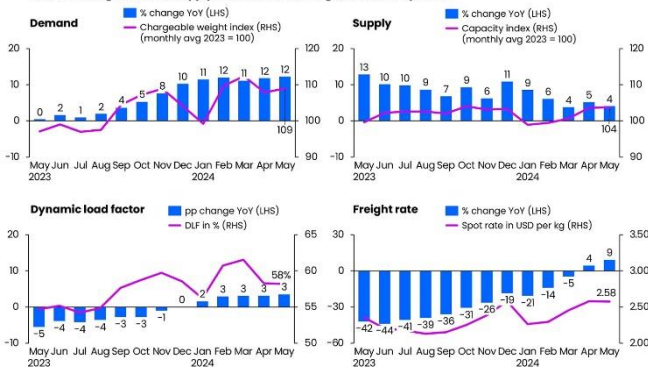 Demand
% change YoY (LHS)
Chargeable weight index (RHS)
(monthly avg 2023 = 100)
20
10
0
-10
120
110
100
90
0 2 1 2 4 5 8 10 11 12 11 12 12
109
May Jun Jul Aug Sep Oct Nov Dec Jan Feb Mar Apr May
2023 2024
Supply
% change YoY (LHS)
Capacity index (RHS)
(monthly avg 2023 = 100)
20
10
0
-10
120
110
100
90
13 10 10 9 7 9 6 11 9 6 4 5 4
104
May Jun Jul Aug Sep Oct Nov Dec Jan Feb Mar Apr May
2023 2024
Dynamic load factor
pp change YoY (LHS)
DLF in % (RHS)
20
10
0
-10
65
60
55
50
-5 -4 -4 -4 -3 -3 -1 0 2 3 3 3 3
58%
May Jun Jul Aug Sep Oct Nov Dec Jan Feb Mar Apr May
2023 2024
Freight rate
% change YoY (LHS)
Spot rate in USD per kg (RHS)
30
0
-30
-60
3.50
3.00
2.50
2.00
-42 -44 -41 -39 -36 -31 -26 -19 -21 -14 -5 4 9
2.58
May Jun Jul Aug Sep Oct Nov Dec Jan Feb Mar Apr May
2023 2024